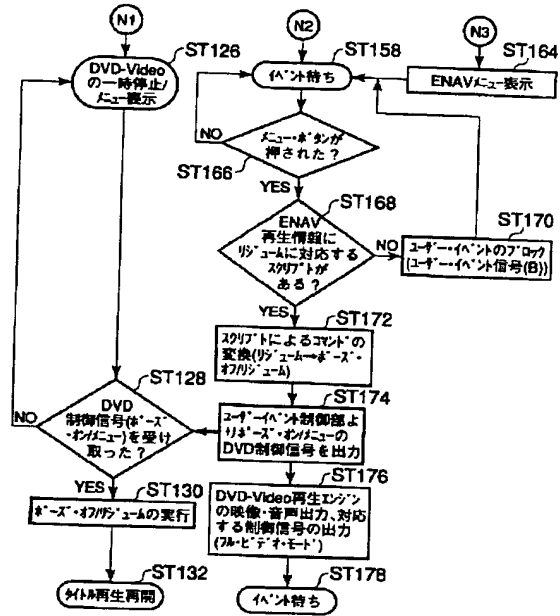 N1
ST126
DVD-Video
の一時停止/
メニュー表示
N2
ST158
イベント待ち
N3
ST164
ENAVメニュー表示
NO
メニュー・ボタンが
押された?
ST166
YES
ST168
ENAV
再生情報に
リジュームに対応する
スクリプトが
ある?
NO
ST170
ユーザー・イベントのブロック
(ユーザー・イベント信号(B))
YES
ST172
スクリプトによるコマンドの
変換(リジューム→ポーズ・
オフ/リジューム)
ST128
DVD
制御信号(ポーズ・
オン/メニュー)を受け
取った?
NO
ST174
ユーザーイベント制御部よ
りポーズ・オン/メニューの
DVD制御信号を出力
YES
ST130
ポーズ・オフ/リジュームの実行
ST176
DVD-Video再生エンジン
の映像・音声出力、対応
する制御信号の出力
(フル・ビデオ・モード)
ST132
タイトル再生再開
ST178
イベント待ち